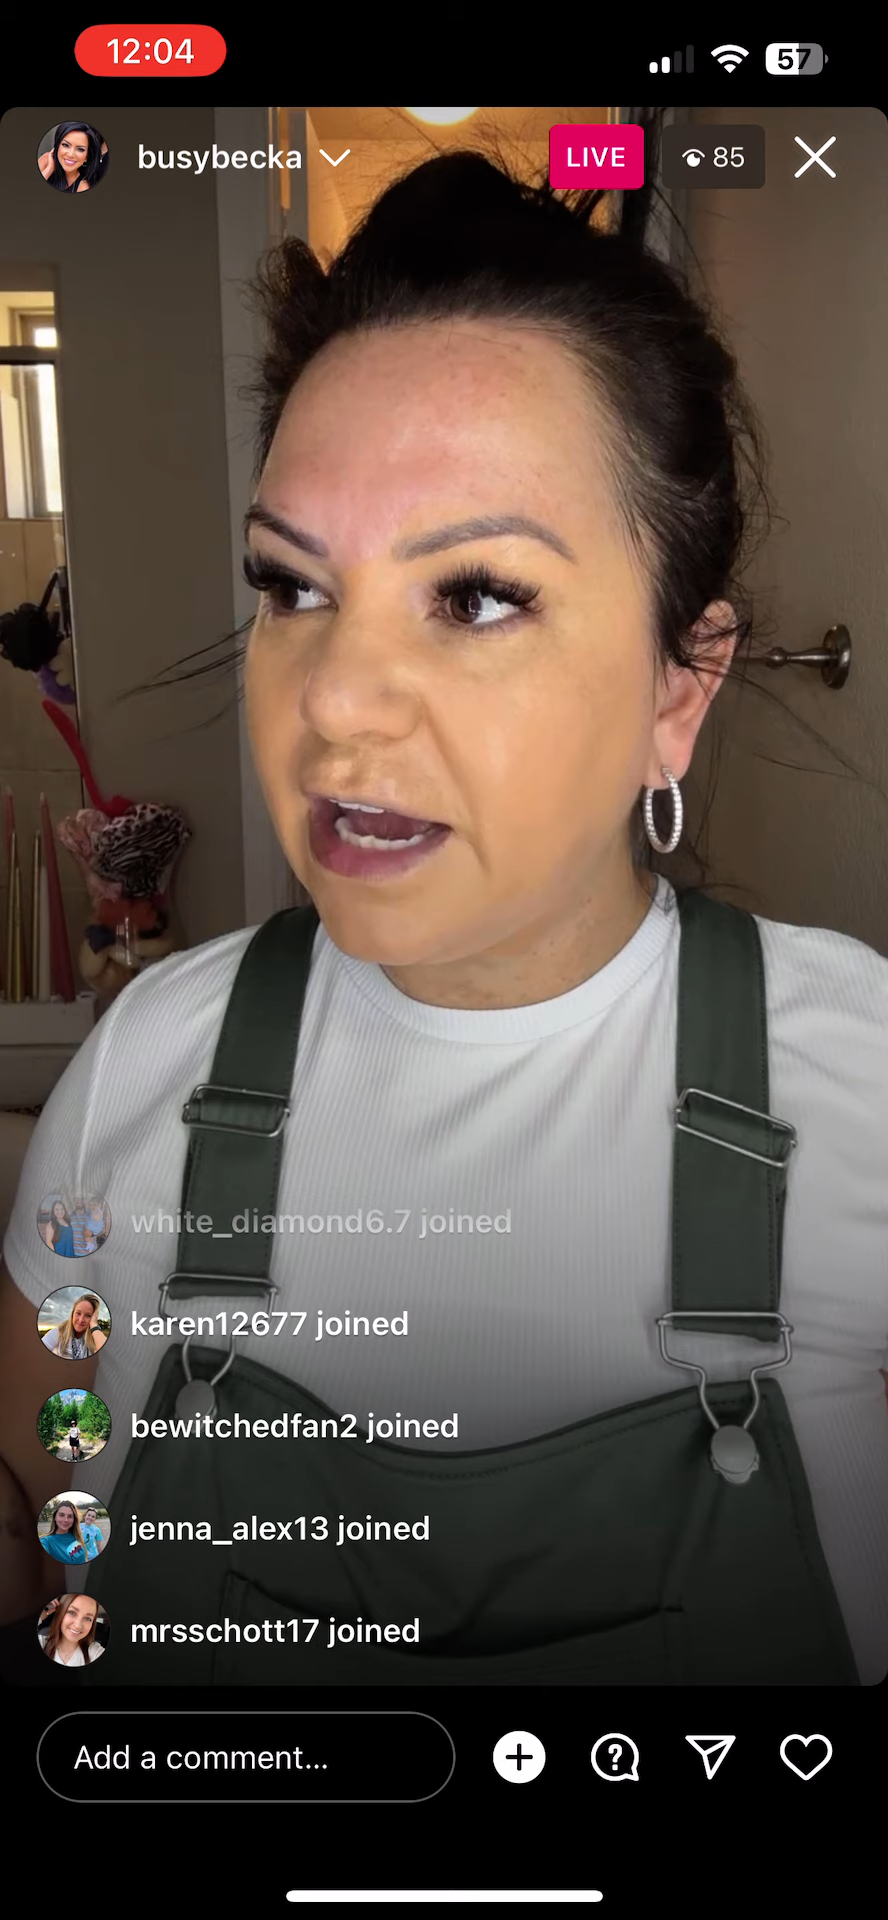 12:04
57
busybecka
LIVE
85
white_diamond6.7 joined
karen12677 joined
bewitchedfan2 joined
jenna_alex13 joined
mrsschott17 joined
Add a comment...
?